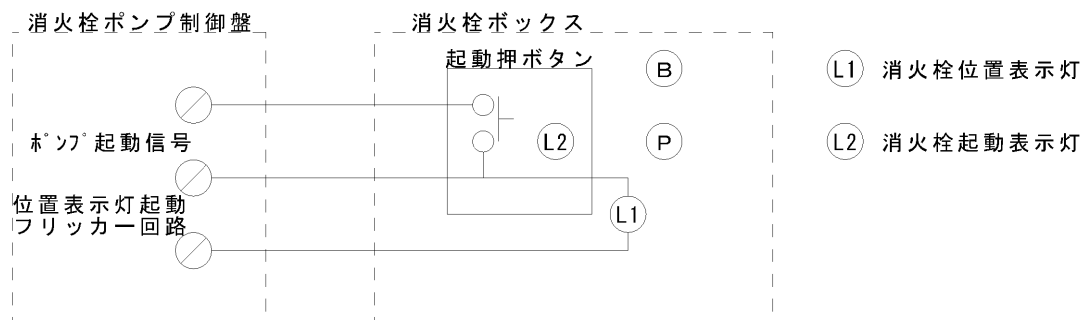 消火栓ポンプ制御盤
消火栓ボックス
起動押ボタン
B
L1 消火栓位置表示灯
ﾎﾟﾝﾌﾟ起動信号
L2
P
L2 消火栓起動表示灯
位置表示灯起動
フリッカー回路
L1